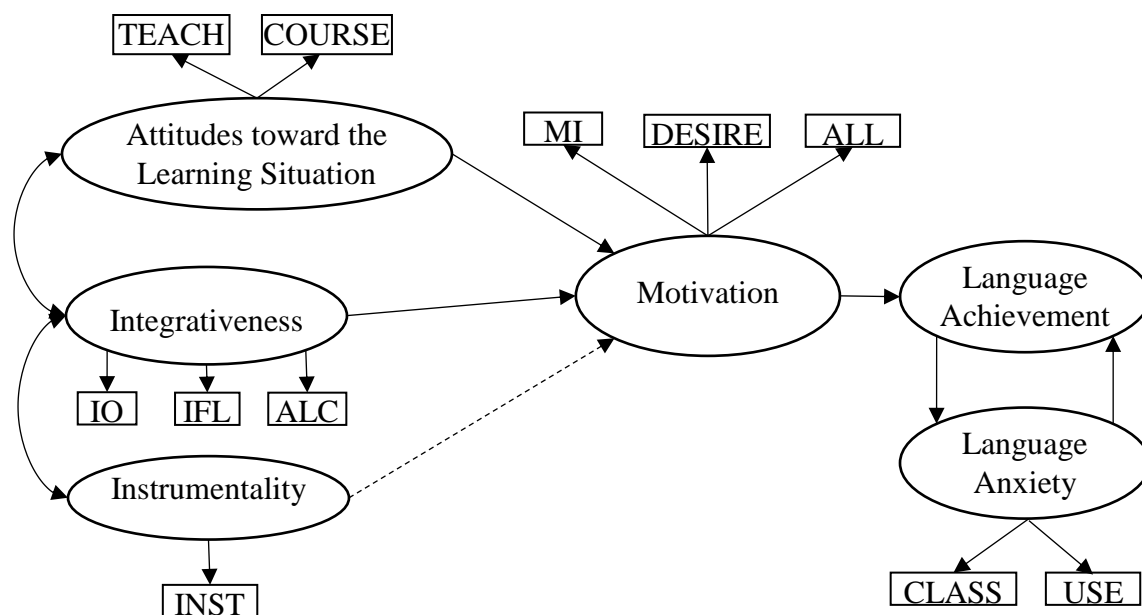 TEACH
COURSE
Attitudes toward the
Learning Situation
MI
DESIRE
ALL
Motivation
Language
Achievement
Integrativeness
IO
IFL
ALC
Instrumentality
INST
Language
Anxiety
CLASS
USE